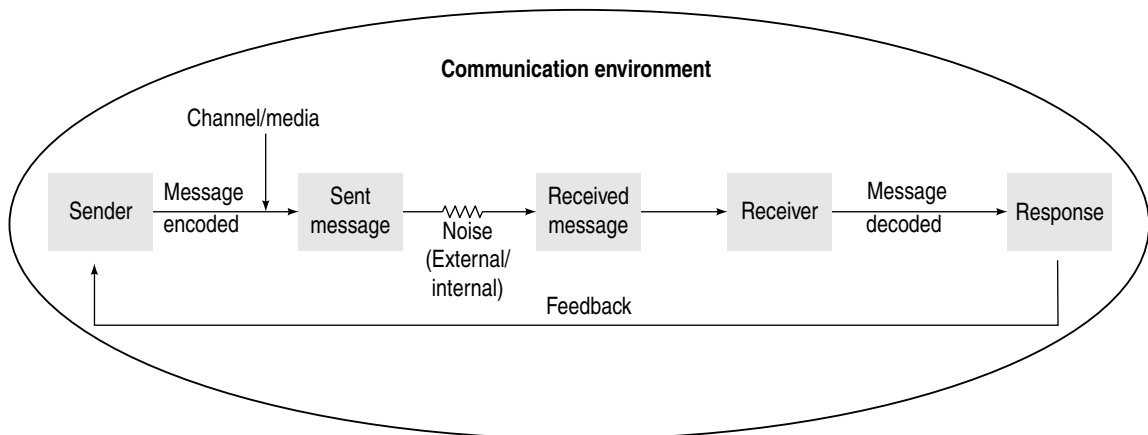 Communication environment
Channel/media
Sender
Message
encoded
Sent
message
Noise
(External/
internal)
Received
message
Receiver
Message
decoded
Response
Feedback